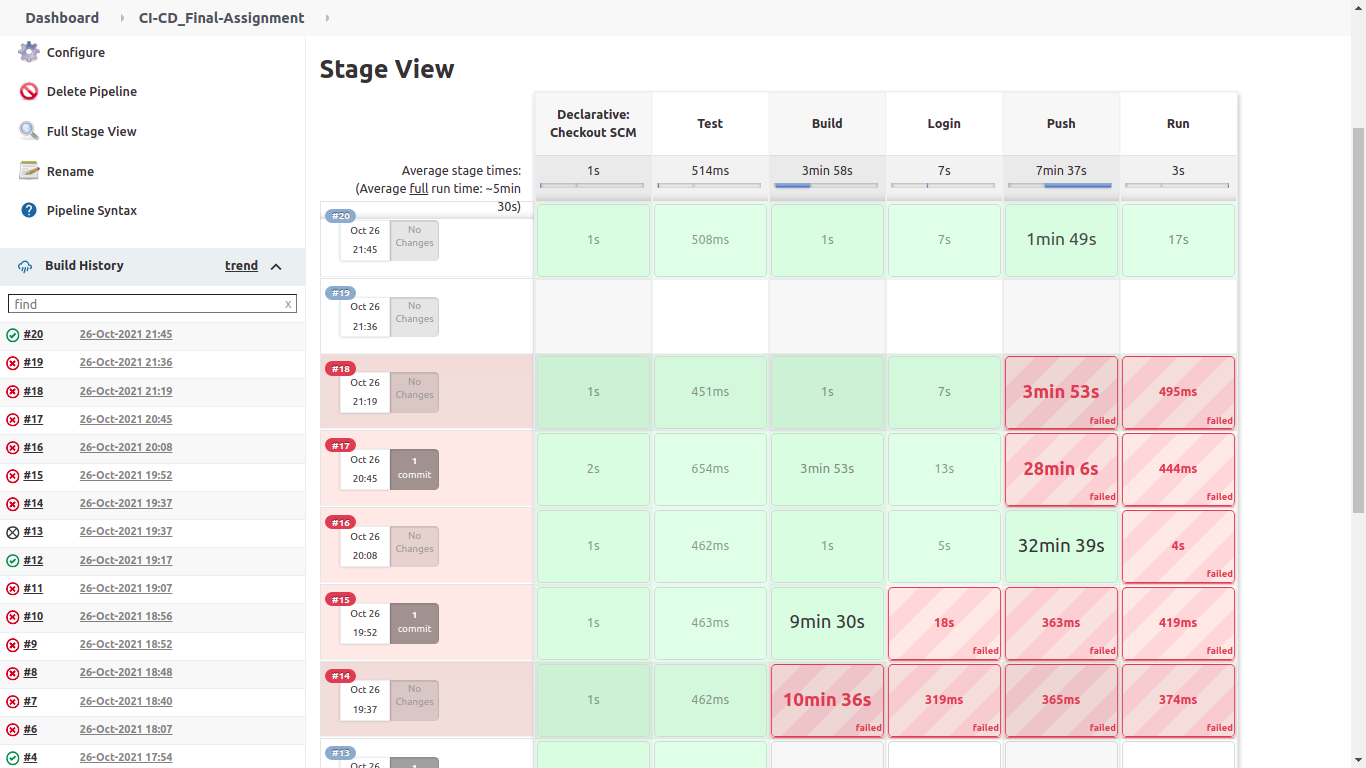 Dashboard
CI-CD_Final-Assignment
Configure
Delete Pipeline
Full Stage View
Rename
Pipeline Syntax
Build History
trend
find
x
#20 26-Oct-2021 21:45
#19 26-Oct-2021 21:36
#18 26-Oct-2021 21:19
#17 26-Oct-2021 20:45
#16 26-Oct-2021 20:08
#15 26-Oct-2021 19:52
#14 26-Oct-2021 19:37
#13 26-Oct-2021 19:37
#12 26-Oct-2021 19:17
#11 26-Oct-2021 19:07
#10 26-Oct-2021 18:56
#9 26-Oct-2021 18:52
#8 26-Oct-2021 18:48
#7 26-Oct-2021 18:40
#6 26-Oct-2021 18:07
#4 26-Oct-2021 17:54
Stage View
Declarative:
Checkout SCM
Test
Build
Login
Push
Run
Average stage times:
(Average full run time: ~5min
30s)
1s
514ms
3min 58s
7s
7min 37s
3s
#20
Oct 26
21:45
No
Changes
1s
508ms
1s
7s
1min 49s
17s
#19
Oct 26
21:36
No
Changes
#18
Oct 26
21:19
No
Changes
1s
451ms
1s
7s
3min 53s
failed
495ms
failed
#17
Oct 26
20:45
1
commit
2s
654ms
3min 53s
13s
28min 6s
failed
444ms
failed
#16
Oct 26
20:08
No
Changes
1s
462ms
1s
5s
32min 39s
4s
failed
#15
Oct 26
19:52
1
commit
1s
463ms
9min 30s
18s
failed
363ms
failed
419ms
failed
#14
Oct 26
19:37
No
Changes
1s
462ms
10min 36s
failed
319ms
failed
365ms
failed
374ms
failed
#13
Oct 26
1